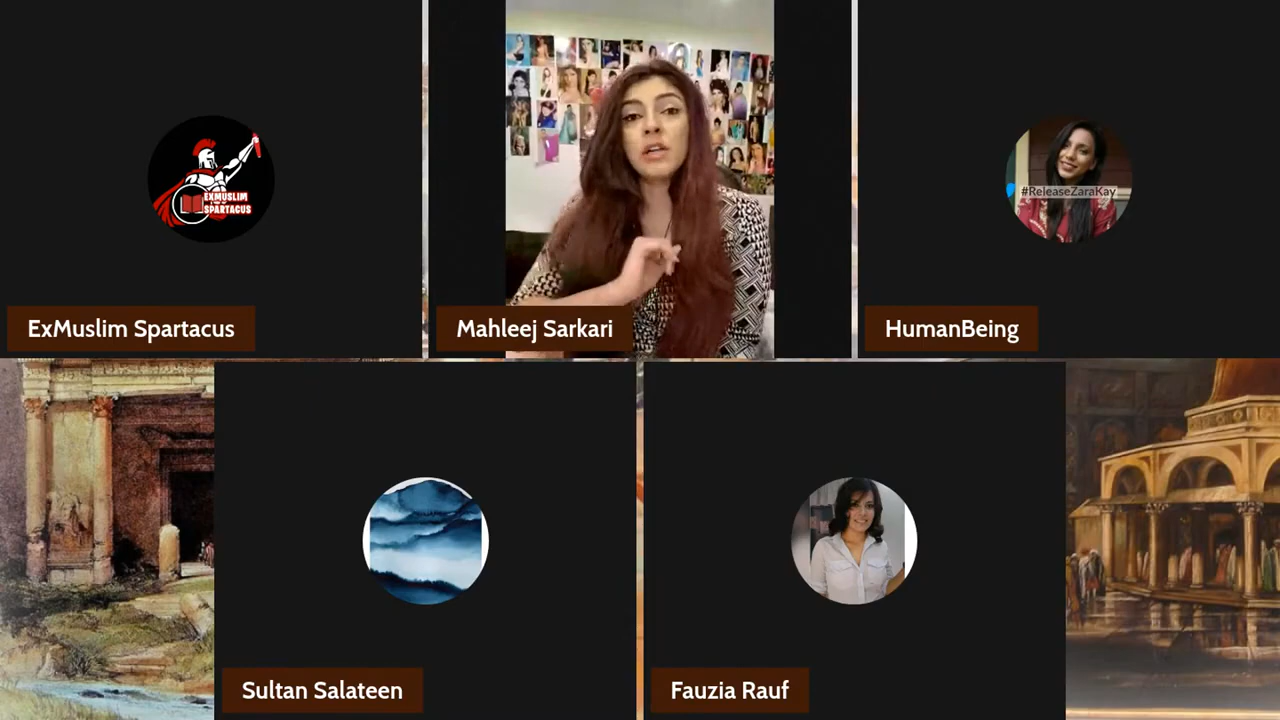 EXMUSLIM
SPARTACUS
#ReleaseZaraKay
ExMuslim Spartacus
Mahleej Sarkari
HumanBeing
Sultan Salateen
Fauzia Rauf